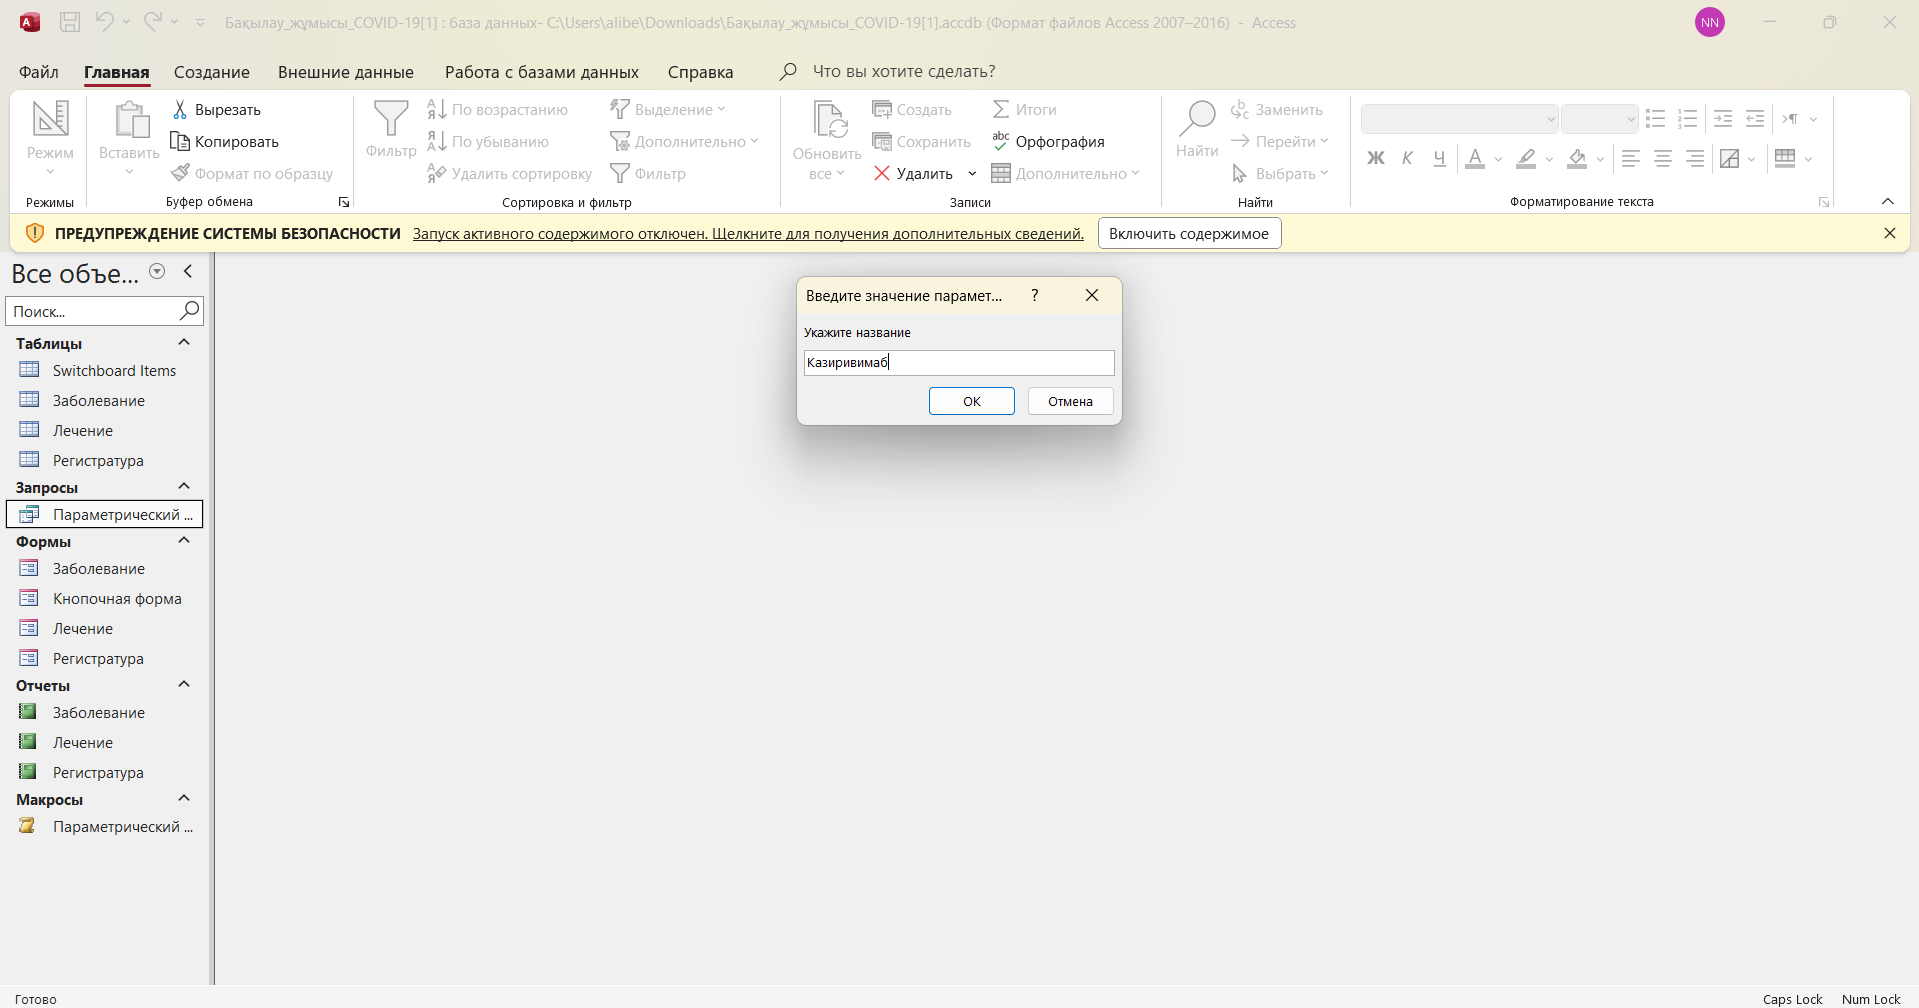 Бақылау_жұмысы_COVID-19[1] : база данных- C:\Users\alibe\Downloads\Бақылау_жұмысы_COVID-19[1].accdb (Формат файлов Access 2007–2016) - Access
NN
Файл Главная Создание Внешние данные Работа с базами данных Справка Что вы хотите сделать?
Режим
Режимы
Вставить
Вырезать
Копировать
Формат по образцу
Буфер обмена
Фильтр
По возрастанию
По убыванию
Удалить сортировку
Выделение
Дополнительно
Фильтр
Сортировка и фильтр
Обновить
все
Создать
Сохранить
Удалить
Итоги
Орфография
Дополнительно
Записи
Найти
Заменить
Перейти
Выбрать
Найти
Ж К Ч
Форматирование текста
ПРЕДУПРЕЖДЕНИЕ СИСТЕМЫ БЕЗОПАСНОСТИ Запуск активного содержимого отключен. Щелкните для получения дополнительных сведений. Включить содержимое
Все объе...
Поиск...
Таблицы
Switchboard Items
Заболевание
Лечение
Регистратура
Запросы
Параметрический ...
Формы
Заболевание
Кнопочная форма
Лечение
Регистратура
Отчеты
Заболевание
Лечение
Регистратура
Макросы
Параметрический ...
Введите значение парамет... ?
Укажите название
Казиривимаб
ОК Отмена
Готово
Caps Lock Num Lock